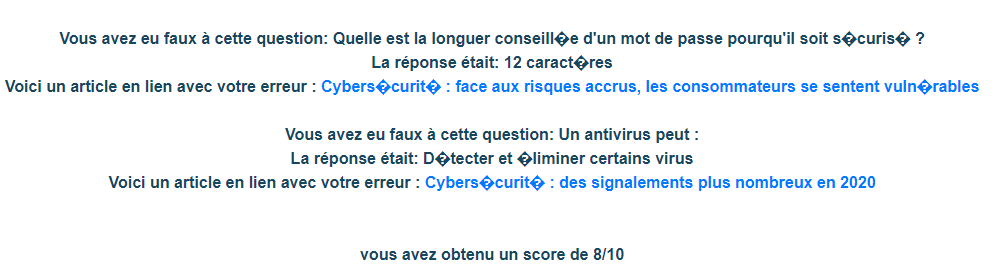 Vous avez eu faux à cette question: Quelle est la longuer conseill�e d'un mot de passe pourqu'il soit s�curis� ?
La réponse était: 12 caract�res
Voici un article en lien avec votre erreur : Cybers�curit� : face aux risques accrus, les consommateurs se sentent vuln�rables
Vous avez eu faux à cette question: Un antivirus peut :
La réponse était: D�tecter et �liminer certains virus
Voici un article en lien avec votre erreur : Cybers�curit� : des signalements plus nombreux en 2020
vous avez obtenu un score de 8/10